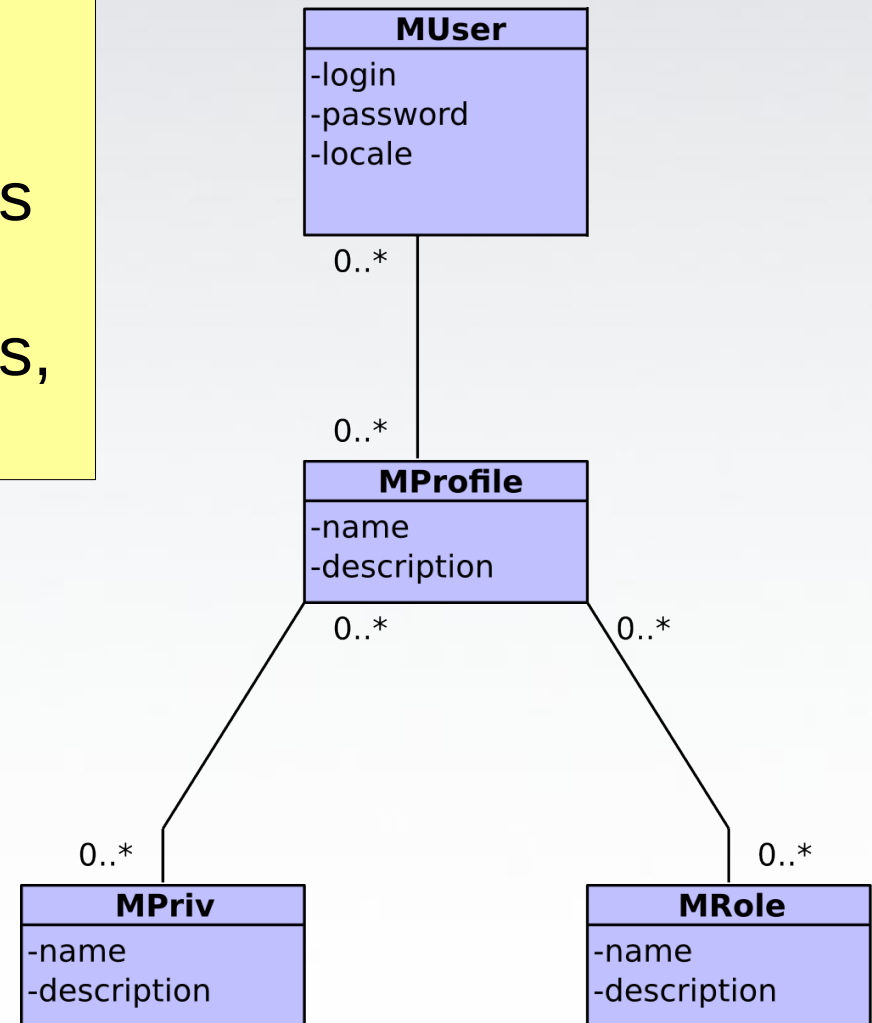 s
s,
MUser
-login
-password
-locale
0..*
0..*
MProfile
-name
-description
0..*
0..*
0..*
0..*
MPriv
-name
-description
MRole
-name
-description